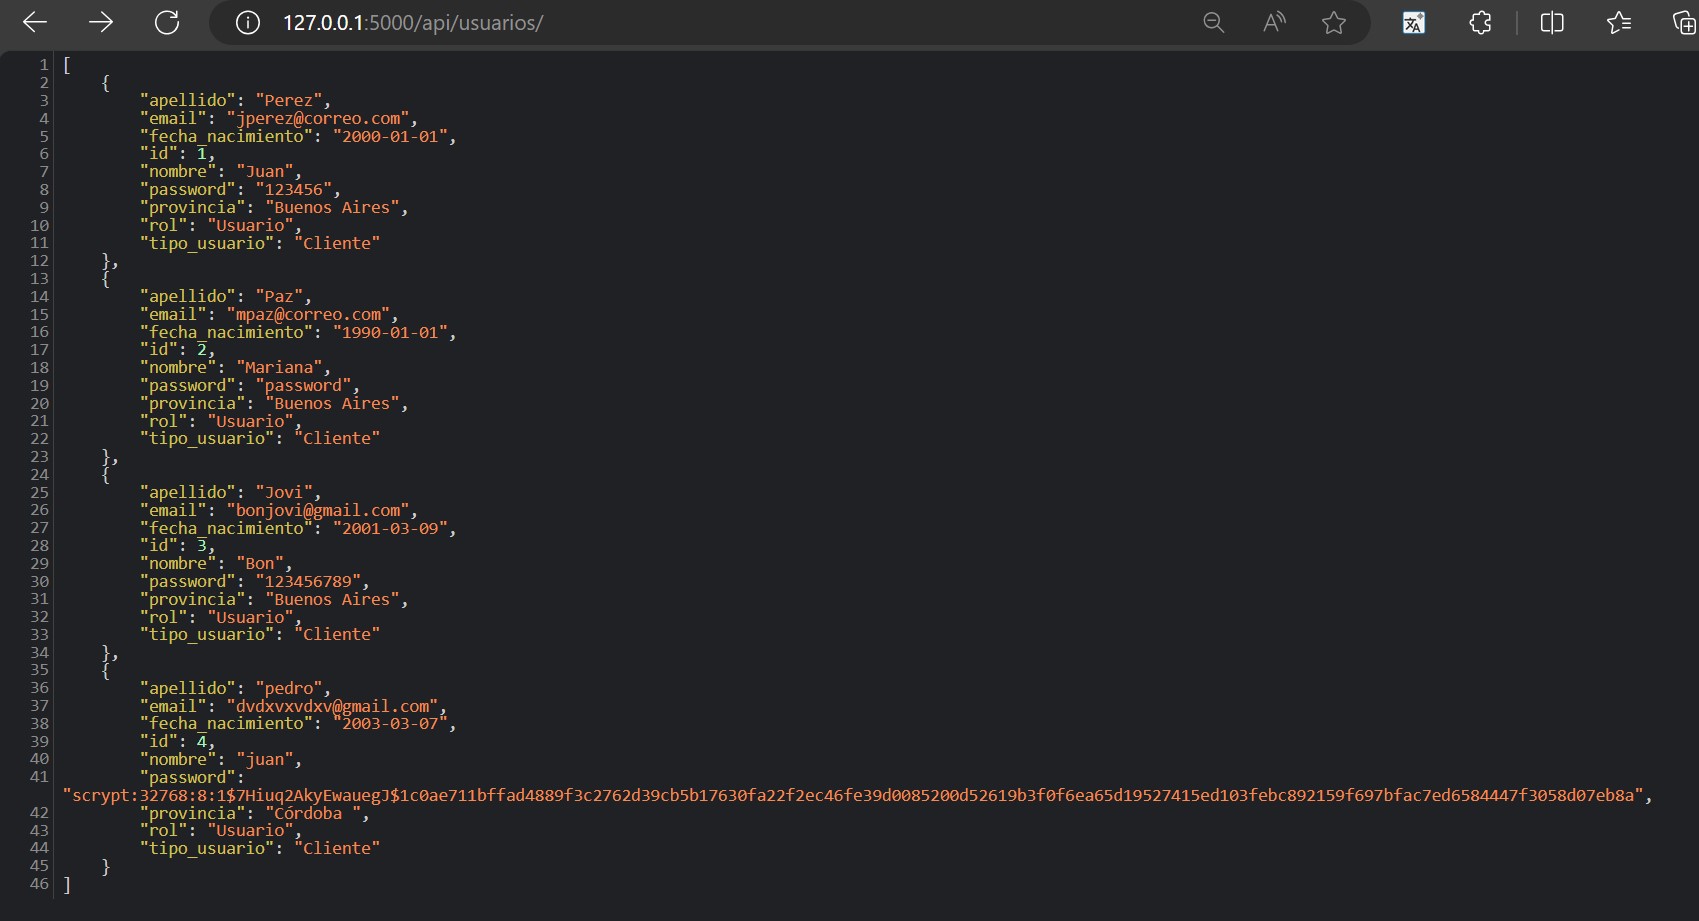 127.0.0.1:5000/api/usuarios/
1 [
2 {
3 "apellido": "Perez",
4 "email": "jperez@correo.com",
5 "fecha_nacimiento": "2000-01-01",
6 "id": 1,
7 "nombre": "Juan",
8 "password": "123456",
9 "provincia": "Buenos Aires",
10 "rol": "Usuario",
11 "tipo_usuario": "Cliente"
12 },
13 {
14 "apellido": "Paz",
15 "email": "mpaz@correo.com",
16 "fecha_nacimiento": "1990-01-01",
17 "id": 2,
18 "nombre": "Mariana",
19 "password": "password",
20 "provincia": "Buenos Aires",
21 "rol": "Usuario",
22 "tipo_usuario": "Cliente"
23 },
24 {
25 "apellido": "Jovi",
26 "email": "bonjovi@gmail.com",
27 "fecha_nacimiento": "2001-03-09",
28 "id": 3,
29 "nombre": "Bon",
30 "password": "123456789",
31 "provincia": "Buenos Aires",
32 "rol": "Usuario",
33 "tipo_usuario": "Cliente"
34 },
35 {
36 "apellido": "pedro",
37 "email": "dvdxvxvdxv@gmail.com",
38 "fecha_nacimiento": "2003-03-07",
39 "id": 4,
40 "nombre": "juan",
41 "password":
"scrypt:32768:8:1$7Hiuq2AkyEwauegJ$1c0ae711bffad4889f3c2762d39cb5b17630fa22f2ec46fe39d0085200d52619b3f0f6ea65d19527415ed103febc892159f697bfac7ed6584447f3058d07eb8a",
42 "provincia": "Córdoba ",
43 "rol": "Usuario",
44 "tipo_usuario": "Cliente"
45 }
46 ]